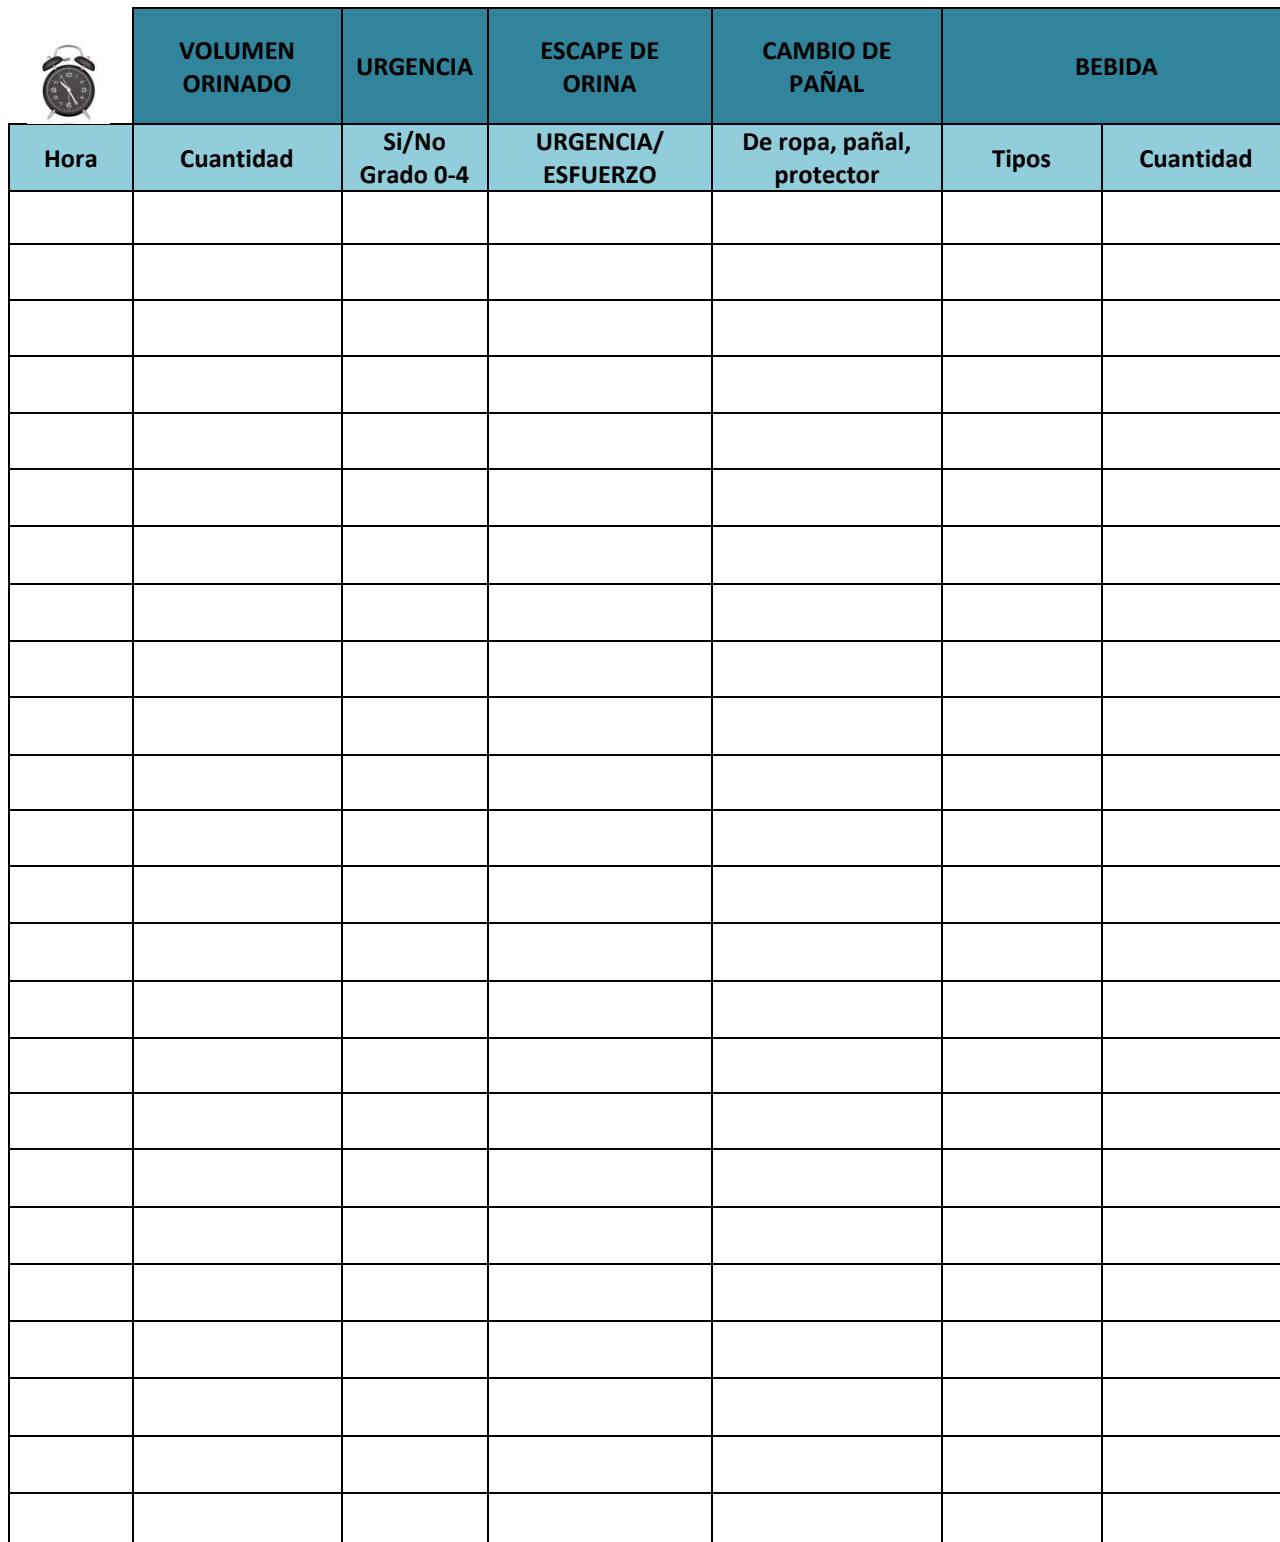 VOLUMEN
ORINADO
URGENCIA
ESCAPE DE
ORINA
CAMBIO DE
PAÑAL
BEBIDA
Hora
Cuantidad
Si/No
Grado 0-4
URGENCIA/
ESFUERZO
De ropa, pañal,
protector
Tipos
Cuantidad